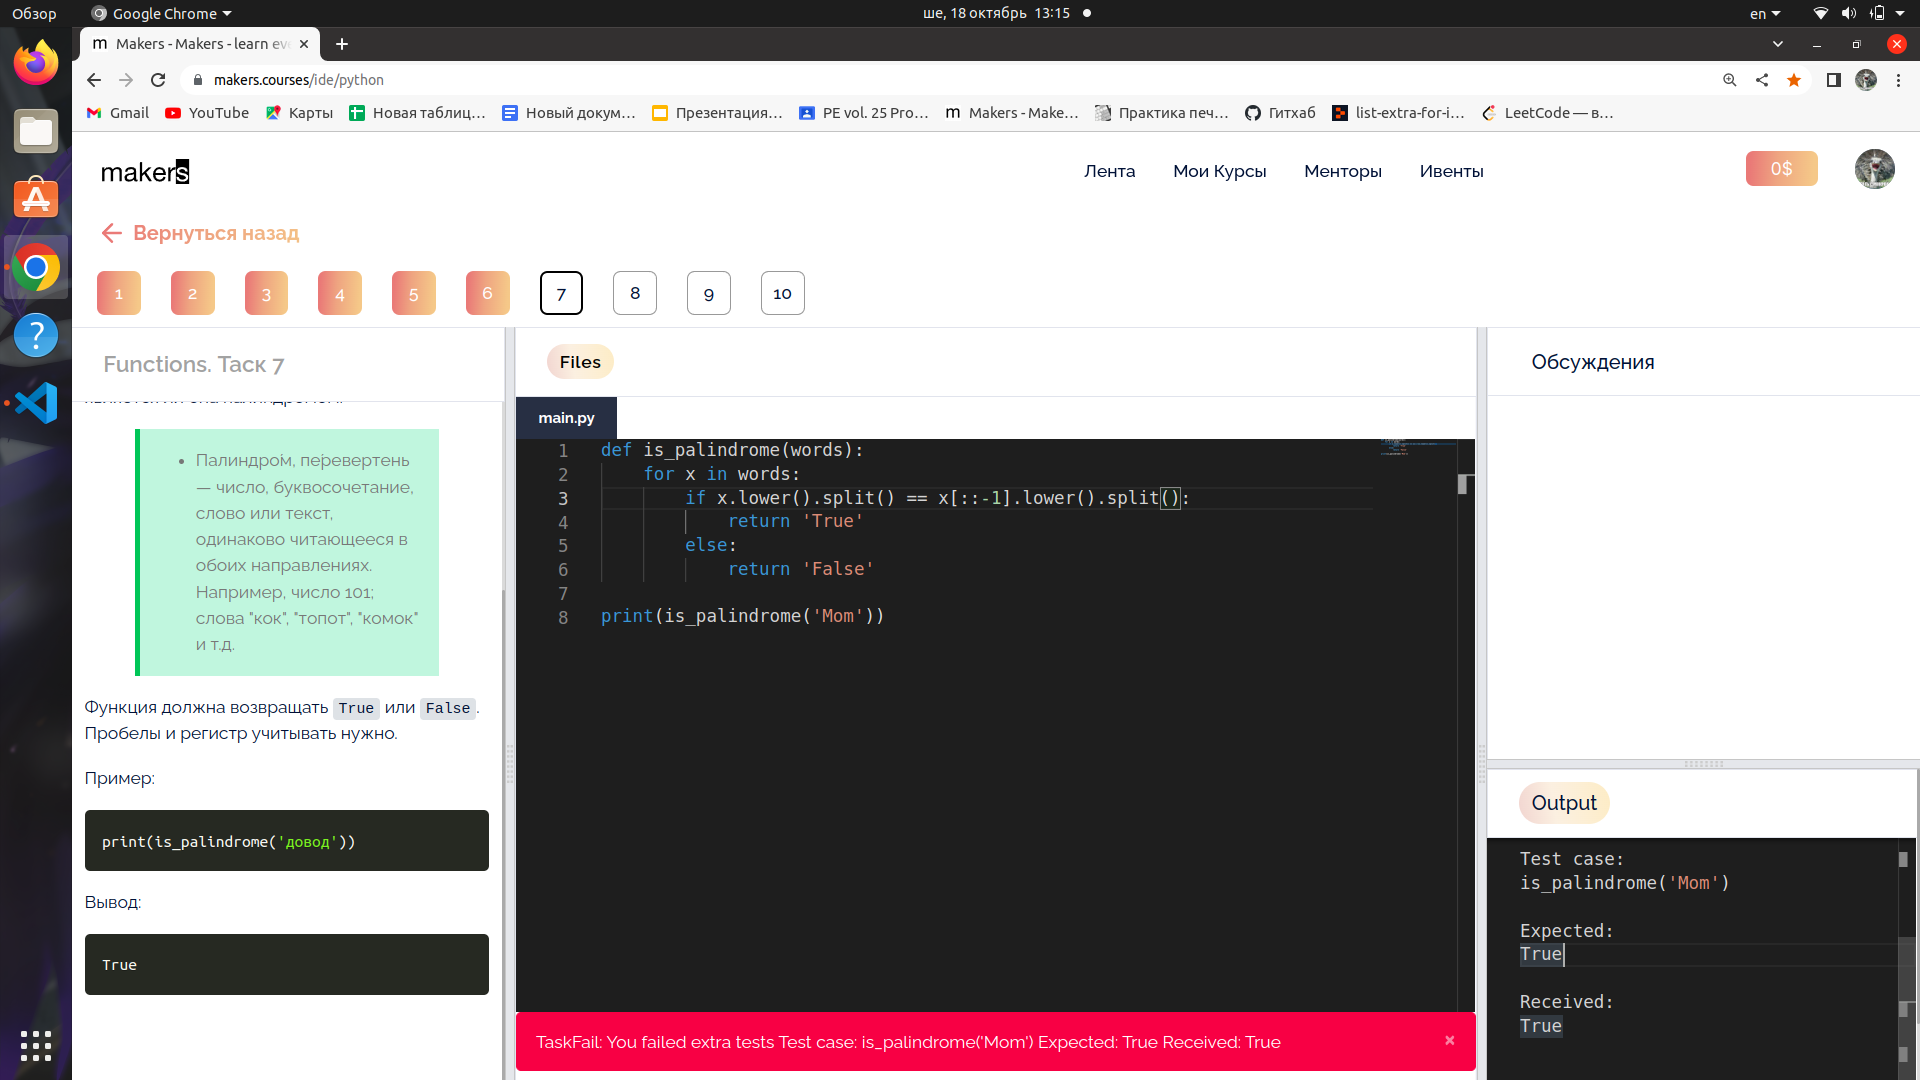 Обзор
Google Chrome
ше, 18 октябрь 13:15
en
m Makers - Makers - learn eve
makers.courses/ide/python
Gmail
YouTube
Карты
Новая таблиц…
Новый докум…
Презентация…
PE vol. 25 Pro…
m Makers - Make…
Практика печ…
Гитхаб
list-extra-for-i…
LeetCode — в…
makers
Лента
Мои Курсы
Менторы
Ивенты
0$
Вернуться назад
1
2
3
4
5
6
7
8
9
10
Functions. Таск 7
Палиндром, перевертень
— число, буквосочетание,
слово или текст,
одинаково читающееся в
обоих направлениях.
Например, число 101;
слова "кок", "топот", "комок"
и т.д.
Функция должна возвращать True или False.
Пробелы и регистр учитывать нужно.
Пример:
print(is_palindrome('довод'))
Вывод:
True
Files
main.py
1 def is_palindrome(words):
2 for x in words:
3 if x.lower().split() == x[::-1].lower().split():
4 return 'True'
5 else:
6 return 'False'
7
8 print(is_palindrome('Mom'))
TaskFail: You failed extra tests Test case: is_palindrome('Mom') Expected: True Received: True
×
Обсуждения
Output
Test case:
is_palindrome('Mom')
Expected:
True
Received:
True